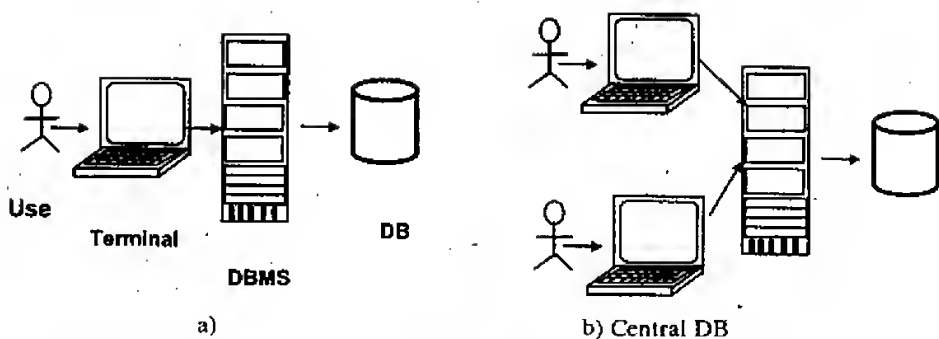 Use
Terminal
DBMS
DB
a)
b) Central DB